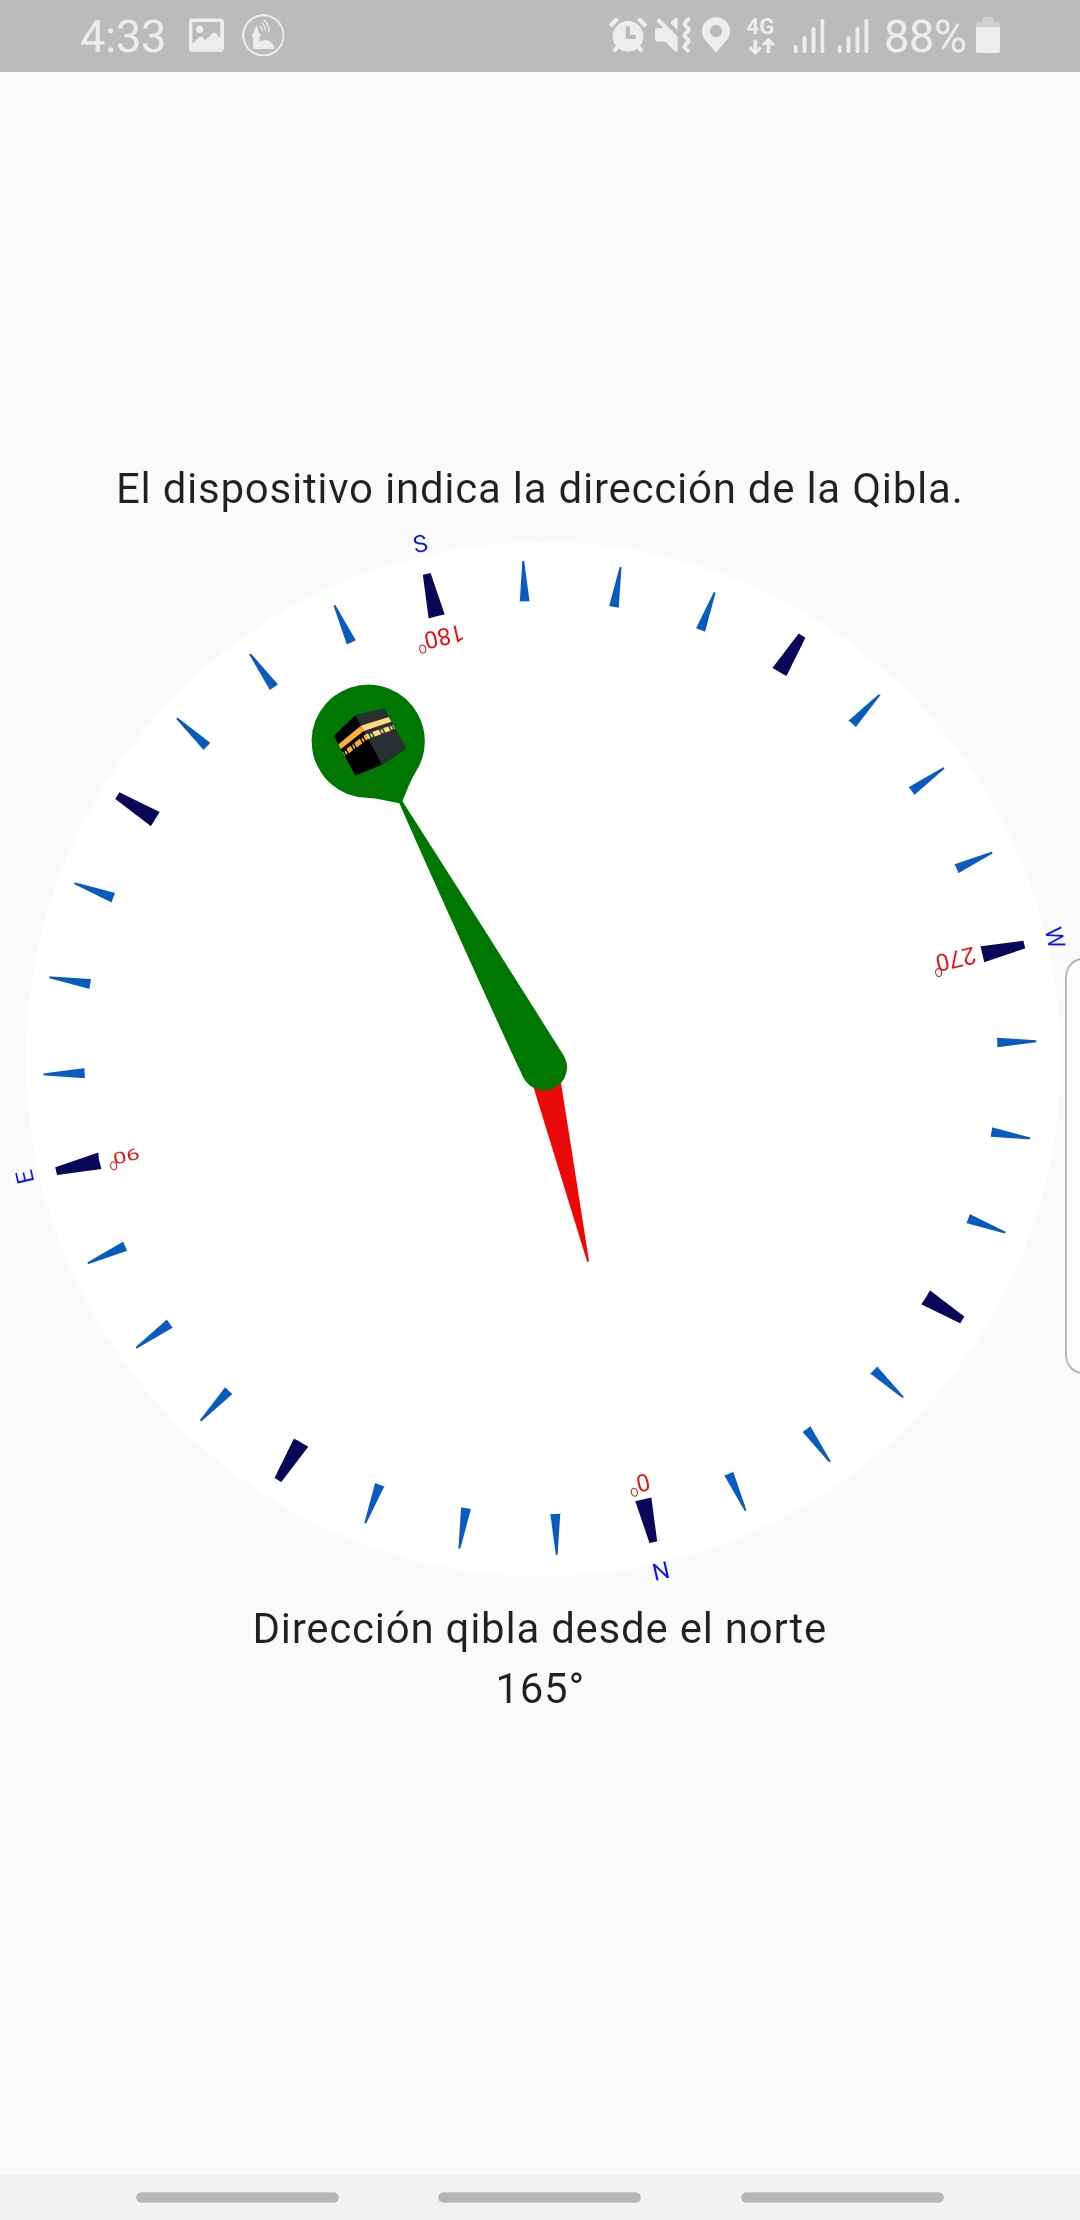 4:33
4G
88%
El dispositivo indica la dirección de la Qibla.
S
180°
W
270°
E
90°
0°
N
Dirección qibla desde el norte
165°